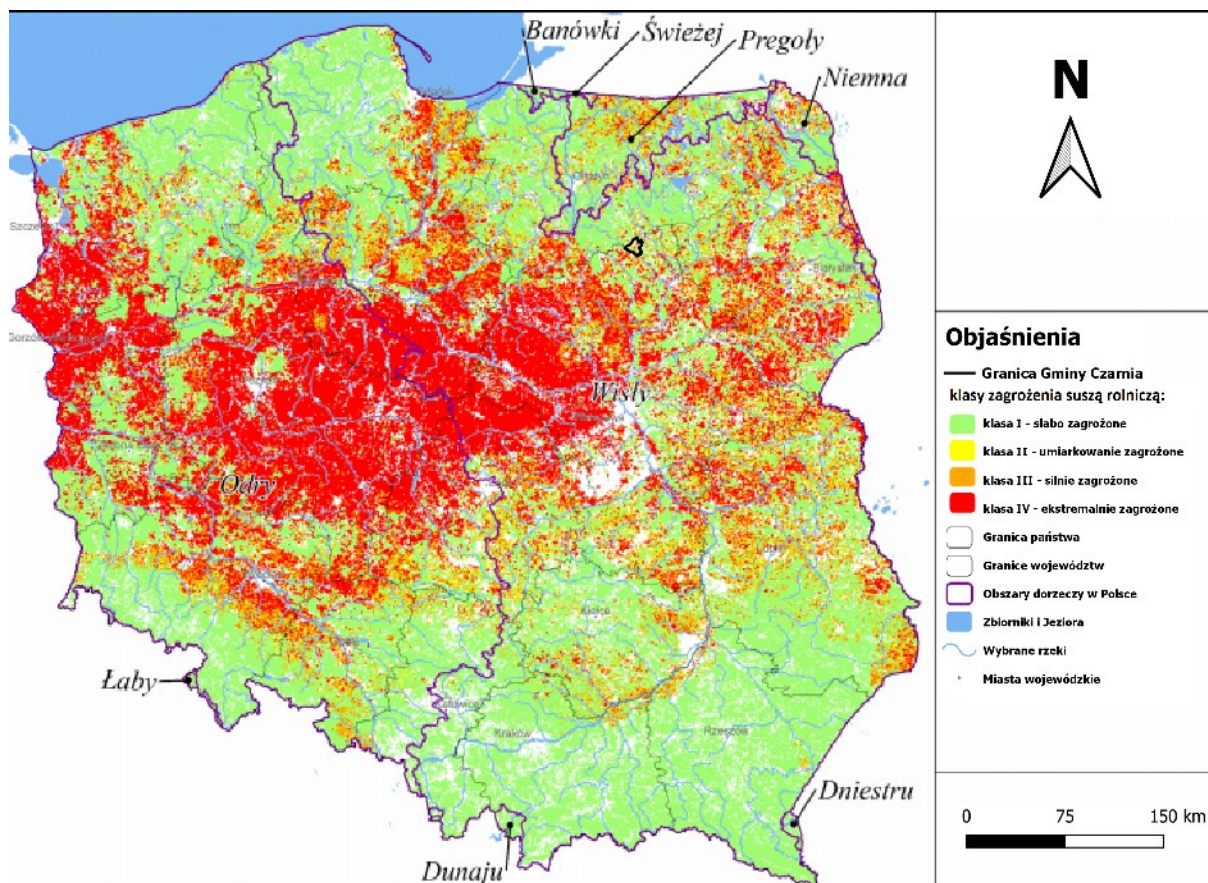 Banówki
Świeżej
Pregoły
Niemna
Wisły
Odry
Łaby
Dunaju
Dniestru
Kielce
Katowice
Kraków
Rzeszów
N
Objaśnienia
Granica Gminy Czarnia
klasy zagrożenia suszą rolniczą:
klasa I - słabo zagrożone
klasa II - umiarkowanie zagrożone
klasa III - silnie zagrożone
klasa IV - ekstremalnie zagrożone
Granica państwa
Granice województw
Obszary dorzeczy w Polsce
Zbiorniki i Jeziora
Wybrane rzeki
Miasta wojewódzkie
0 75 150 km